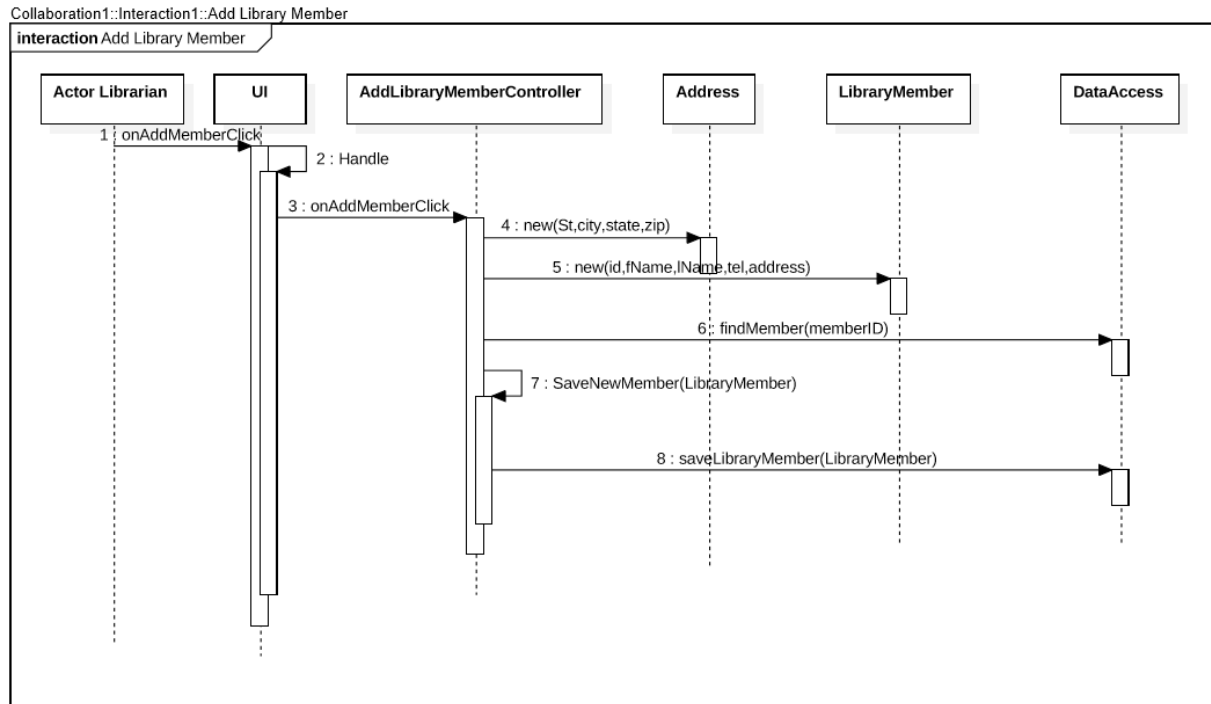 Collaboration1::Interaction1::Add Library Member
interaction Add Library Member
Actor Librarian
UI
AddLibraryMemberController
Address
LibraryMember
DataAccess
1 : onAddMemberClick
2 : Handle
3 : onAddMemberClick
4 : new(St,city,state,zip)
5 : new(id,fName,lName,tel,address)
6 : findMember(memberID)
7 : SaveNewMember(LibraryMember)
8 : saveLibraryMember(LibraryMember)